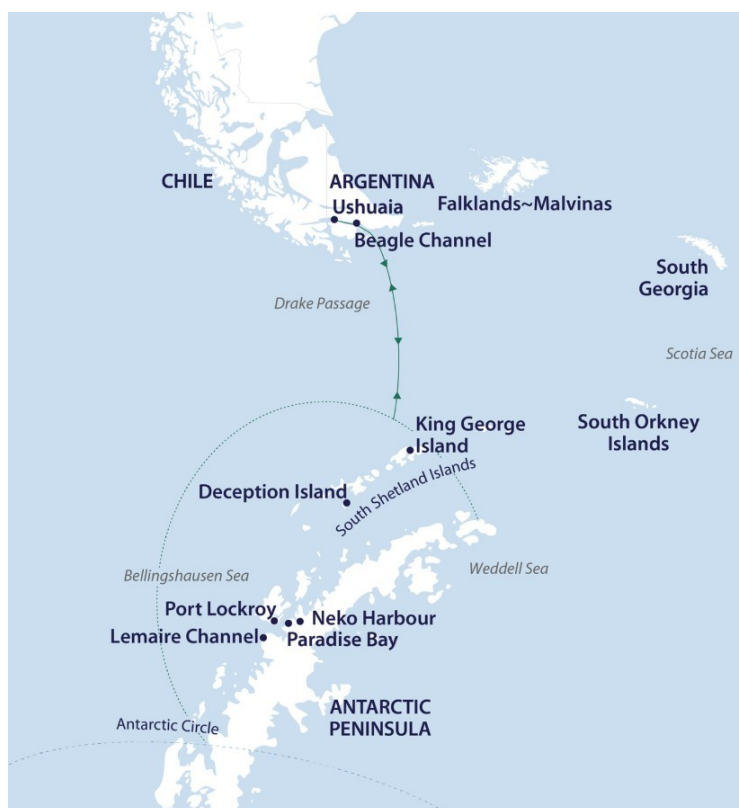 CHILE
ARGENTINA
Ushuaia
Falklands~Malvinas
Beagle Channel
South
Georgia
Drake Passage
Scotia Sea
King George
Island
South Orkney
Islands
Deception Island
South Shetland Islands
Bellingshausen Sea
Weddell Sea
Port Lockroy
Neko Harbour
Lemaire Channel
Paradise Bay
ANTARCTIC
PENINSULA
Antarctic Circle